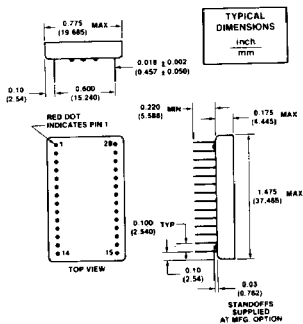 0.775 MAX
(19.685)
TYPICAL
DIMENSIONS
inch
mm
0.018 ± 0.002
(0.457 ± 0.050)
0.10
(2.54)
0.600
(15.240)
RED DOT
INDICATES PIN 1
0.220 MIN
(5.588)
0.175 MAX
(4.445)
1
28
1.475 MAX
(37.465)
0.100 TYP
(2.540)
14
15
TOP VIEW
0.10
(2.54)
0.03
(0.762)
STANDOFFS
SUPPLIED
AT MFG. OPTION